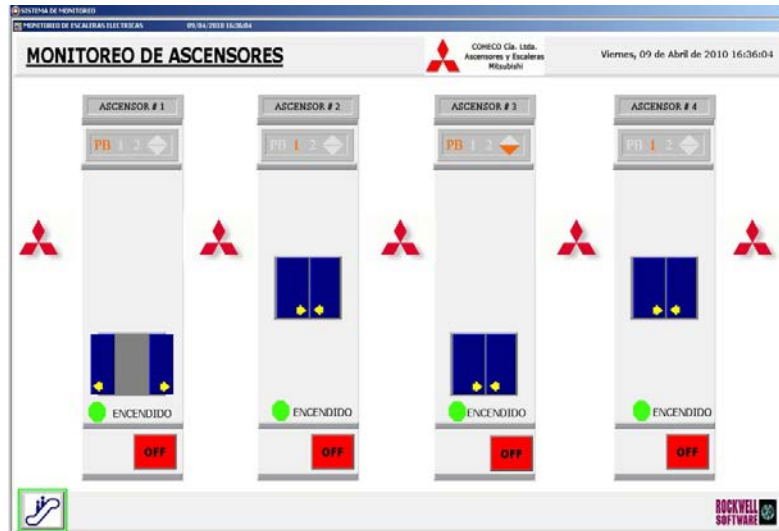 SISTEMA DE MONITOREO
MONITOREO DE ESCALERAS ELECTRICAS 09/04/2010 16:36:04
MONITOREO DE ASCENSORES
COHECO Cía. Ltda.
Ascensores y Escaleras
Mitsubishi
Viernes, 09 de Abril de 2010 16:36:04
ASCENSOR # 1
ASCENSOR # 2
ASCENSOR # 3
ASCENSOR # 4
PB 1 2
PB 1 2
PB 1 2
PB 1 2
ENCENDIDO
ENCENDIDO
ENCENDIDO
ENCENDIDO
OFF
OFF
OFF
OFF
ROCKWELL
SOFTWARE